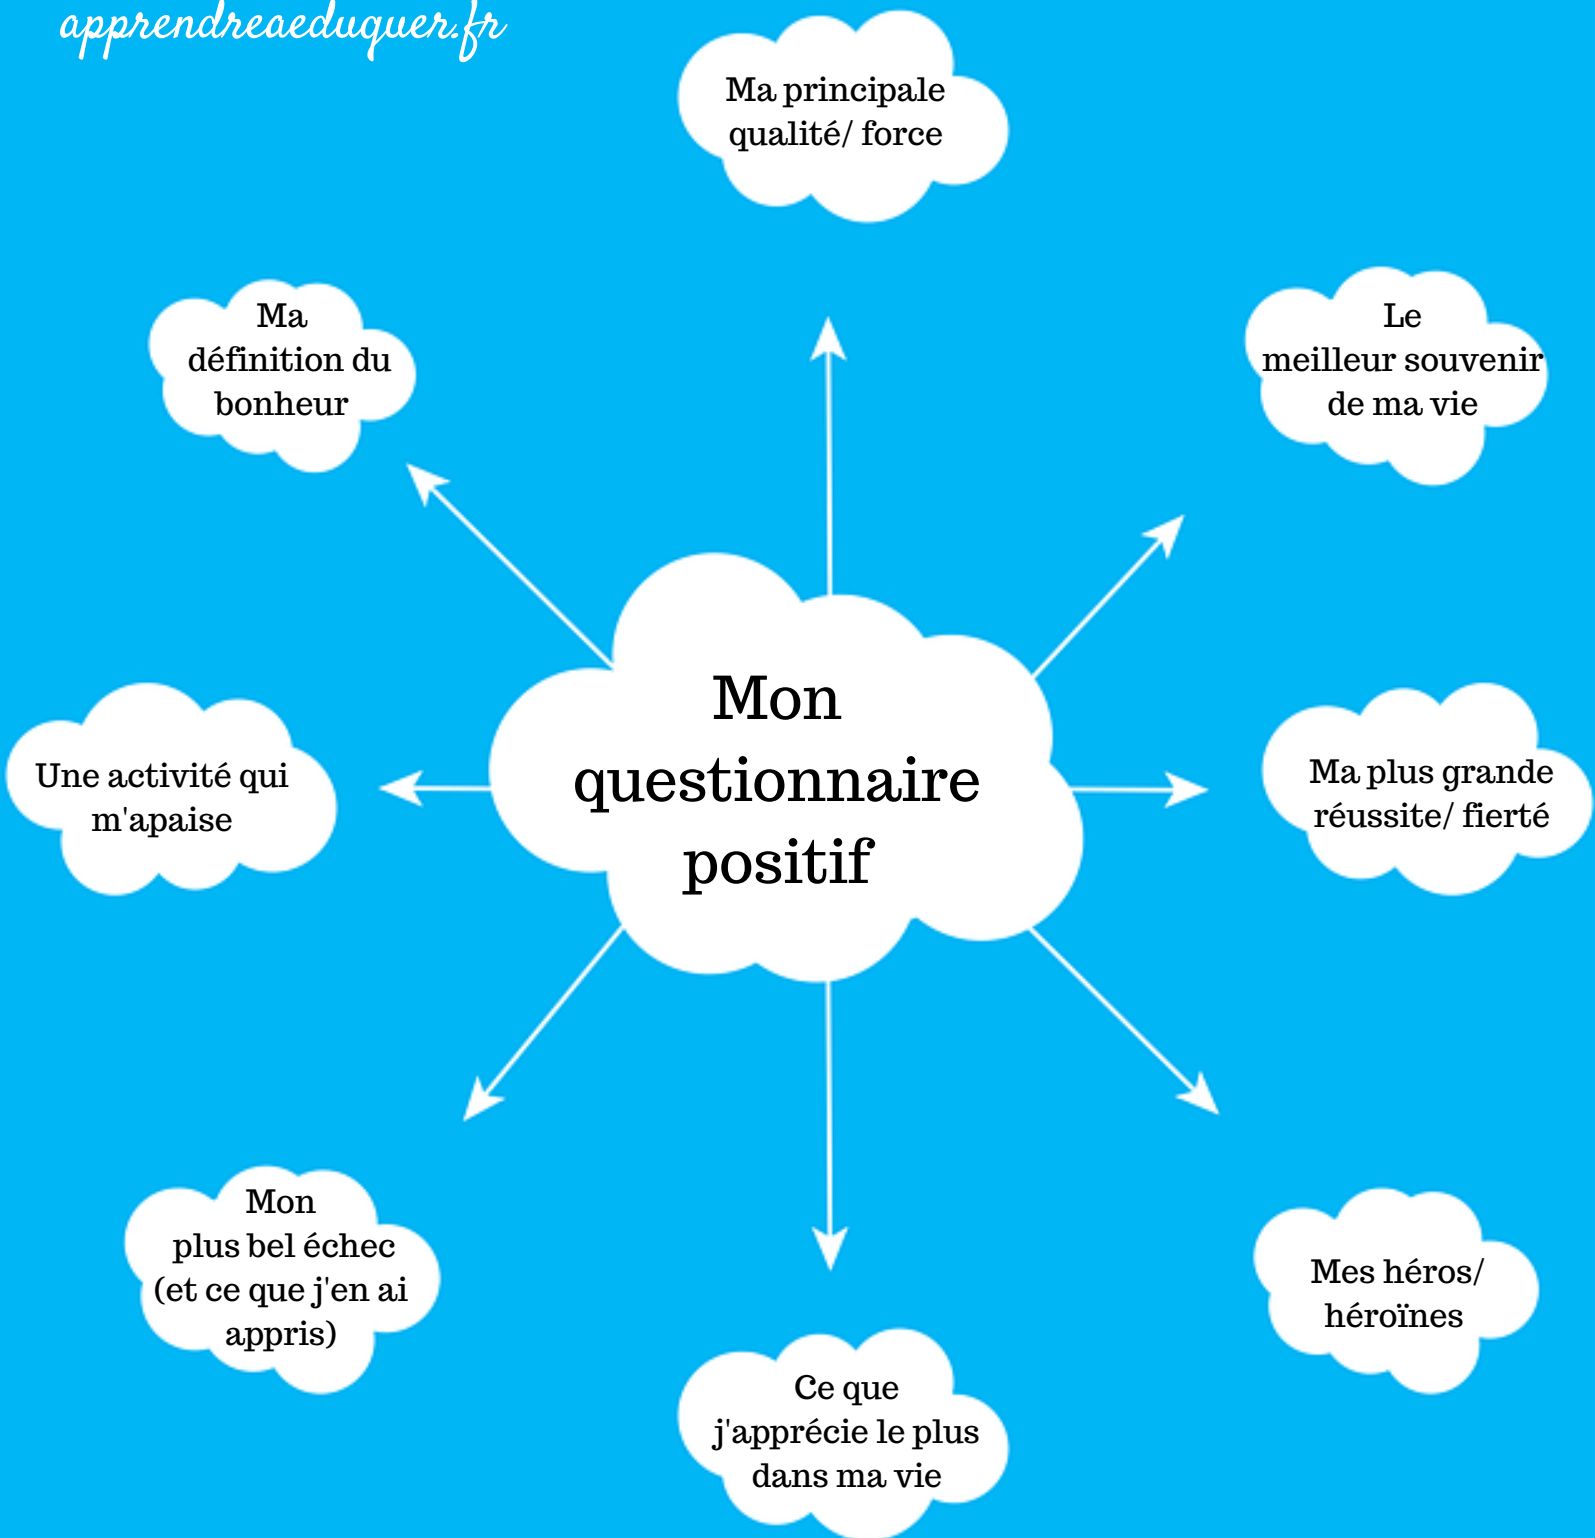 apprendreaeduquer.fr
Ma principale
qualité/ force
Ma
définition du
bonheur
Le
meilleur souvenir
de ma vie
Mon
questionnaire
positif
Une activité qui
m'apaise
Ma plus grande
réussite/ fierté
Mon
plus bel échec
(et ce que j'en ai
appris)
Mes héros/
héroïnes
Ce que
j'apprécie le plus
dans ma vie